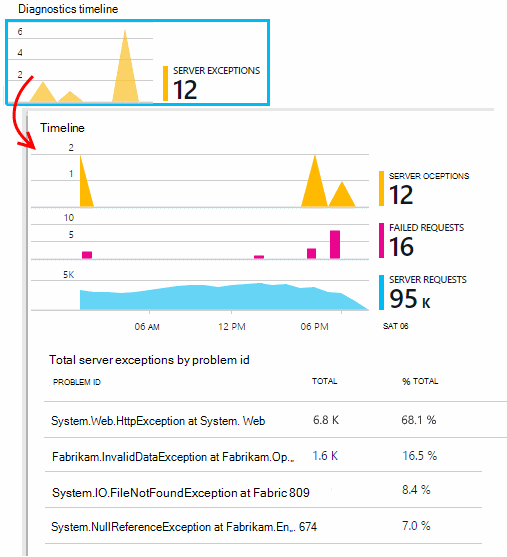 Diagnostics timeline
6
4
2
SERVER EXCEPTIONS
12
Timeline
2
1
SERVER OCEPTIONS
12
10
5
FAILED REQUESTS
16
5K
SERVER REQUESTS
95 K
06 AM 12 PM 06 PM SAT 06
Total server exceptions by problem id
PROBLEM ID TOTAL % TOTAL
System.Web.HttpException at System. Web 6.8 K 68.1 %
Fabrikam.InvalidDataException at Fabrikam.Op... 1.6 K 16.5 %
System.IO.FileNotFoundException at Fabric 809 8.4 %
System.NullReferenceException at Fabrikam.En... 674 7.0 %